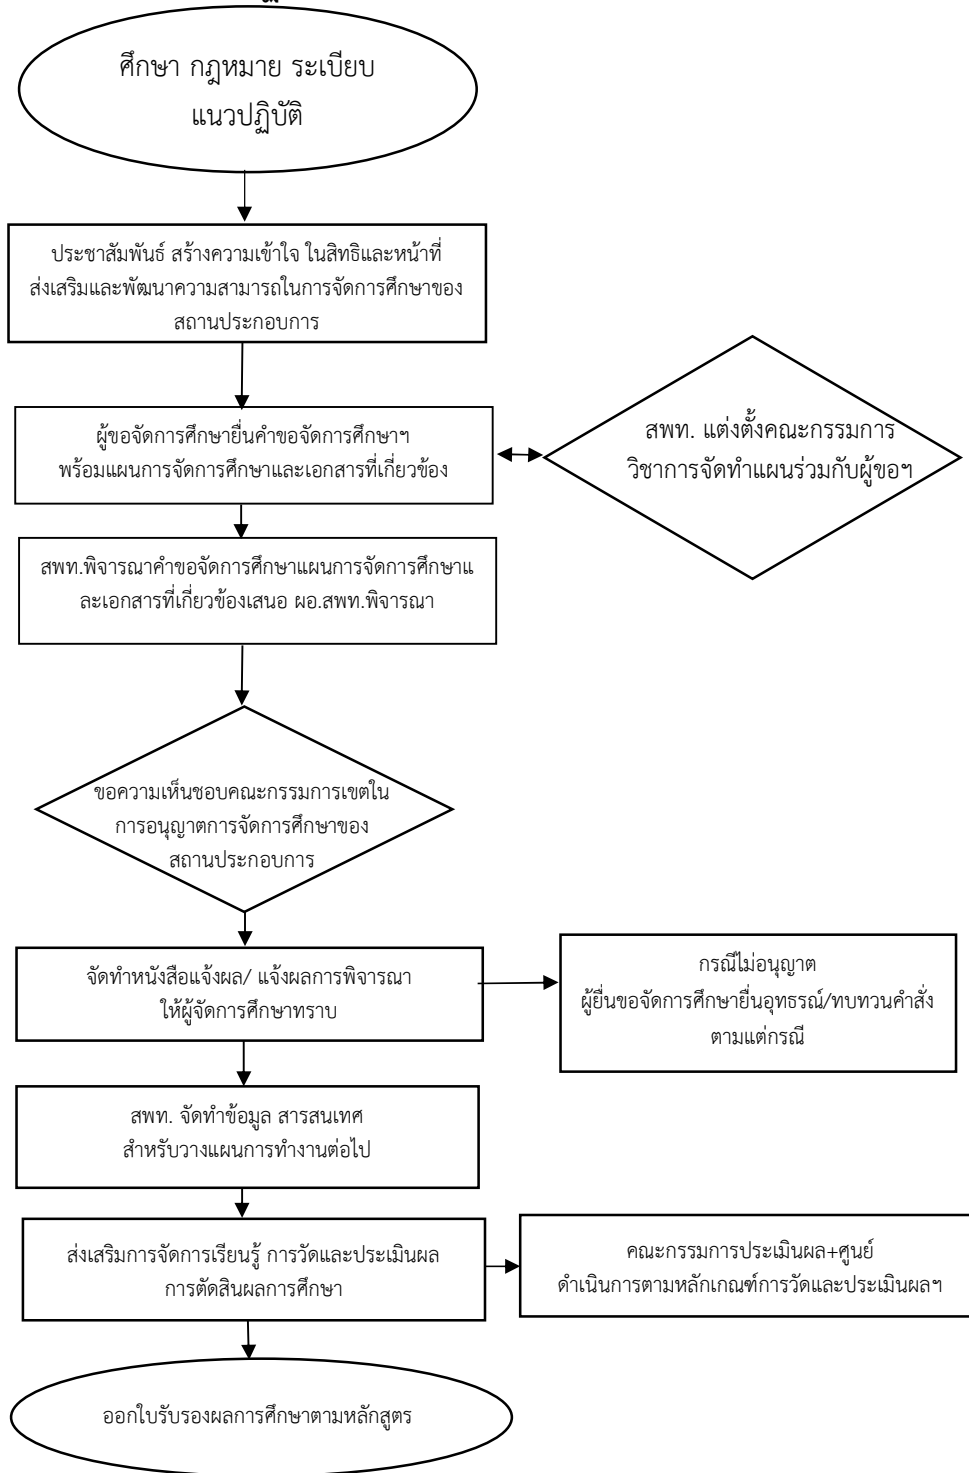 ศึกษา กฎหมาย ระเบียบ
แนวปฏิบัติ
ประชาสัมพันธ์ สร้างความเข้าใจ ในสิทธิและหน้าที่
ส่งเสริมและพัฒนาความสามารถในการจัดการศึกษาของ
สถานประกอบการ
ผู้ขอจัดการศึกษายื่นคำขอจัดการศึกษาฯ
พร้อมแผนการจัดการศึกษาและเอกสารที่เกี่ยวข้อง
สพท. แต่งตั้งคณะกรรมการ
วิชาการจัดทำแผนร่วมกับผู้ขอฯ
สพท.พิจารณาคำขอจัดการศึกษาแผนการจัดการศึกษาแ
ละเอกสารที่เกี่ยวข้องเสนอ ผอ.สพท.พิจารณา
ขอความเห็นชอบคณะกรรมการเขตใน
การอนุญาตการจัดการศึกษาของ
สถานประกอบการ
จัดทำหนังสือแจ้งผล/ แจ้งผลการพิจารณา
ให้ผู้จัดการศึกษาทราบ
กรณีไม่อนุญาต
ผู้ยื่นขอจัดการศึกษายื่นอุทธรณ์/ทบทวนคำสั่ง
ตามแต่กรณี
สพท. จัดทำข้อมูล สารสนเทศ
สำหรับวางแผนการทำงานต่อไป
ส่งเสริมการจัดการเรียนรู้ การวัดและประเมินผล
การตัดสินผลการศึกษา
คณะกรรมการประเมินผล+ศูนย์
ดำเนินการตามหลักเกณฑ์การวัดและประเมินผลฯ
ออกใบรับรองผลการศึกษาตามหลักสูตร